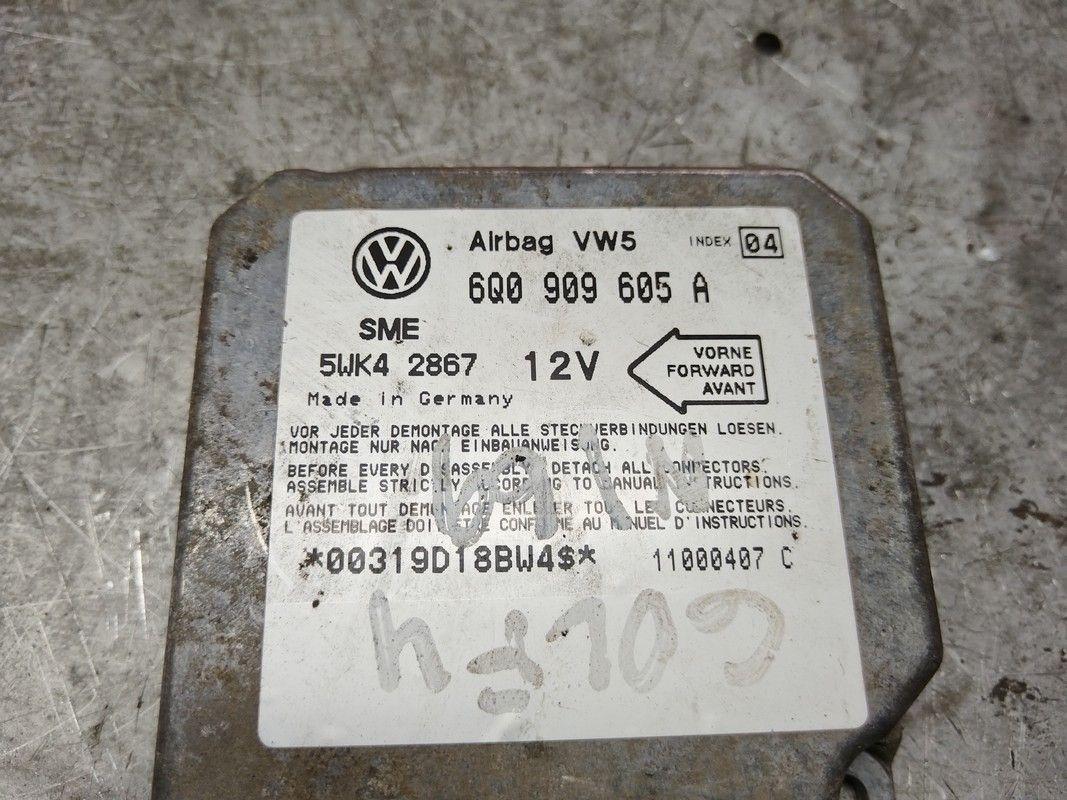 Airbag VW5 INDEX 04
6Q0 909 605 A
SME
5WK4 2867 12V
VORNE
FORWARD
AVANT
Made in Germany
VOR JEDER DEMONTAGE ALLE STECKVERBINDUNGEN LOESEN.
MONTAGE NUR NACH EINBAUANWEISUNG.
BEFORE EVERY DISASSEMBLY DETACH ALL CONNECTORS.
ASSEMBLE STRICTLY ACCORDING TO MANUAL INSTRUCTIONS.
AVANT TOUT DEMONTAGE ENLEVER TOUS LES CONNECTEURS.
L'ASSEMBLAGE DOIT ETRE CONFORME AU MANUEL D'INSTRUCTIONS.
*00319D18BW4$* 11000407 C
GOLF 4